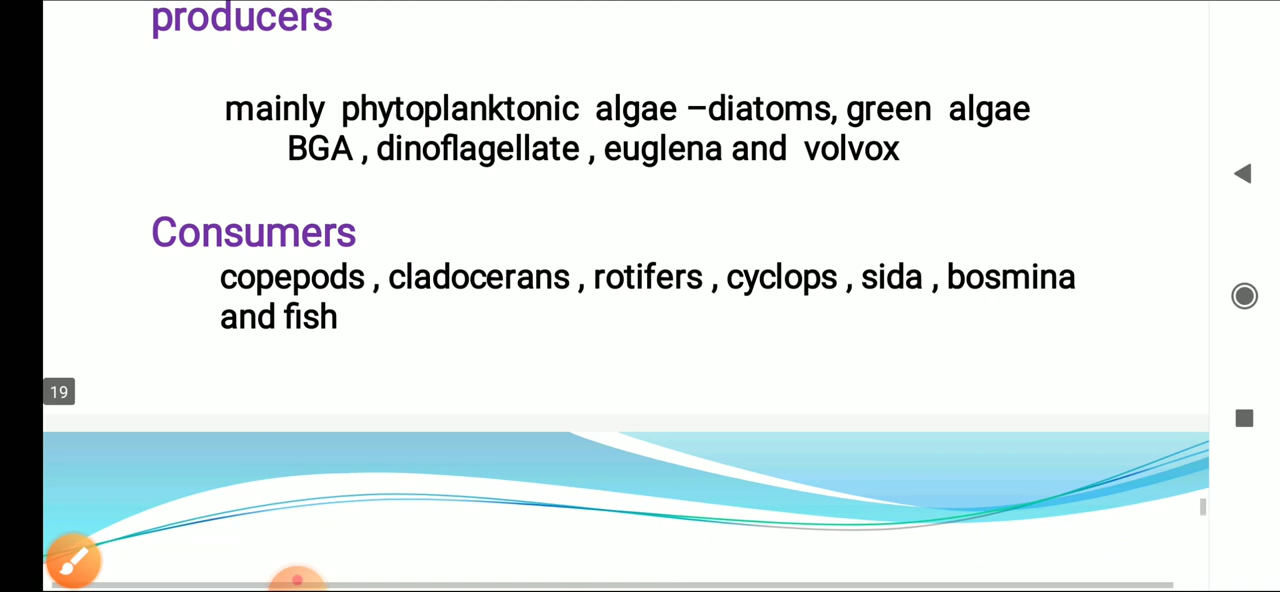 producers
mainly phytoplanktonic algae –diatoms, green algae
BGA , dinoflagellate , euglena and volvox
Consumers
copepods , cladocerans , rotifers , cyclops , sida , bosmina
and fish
19